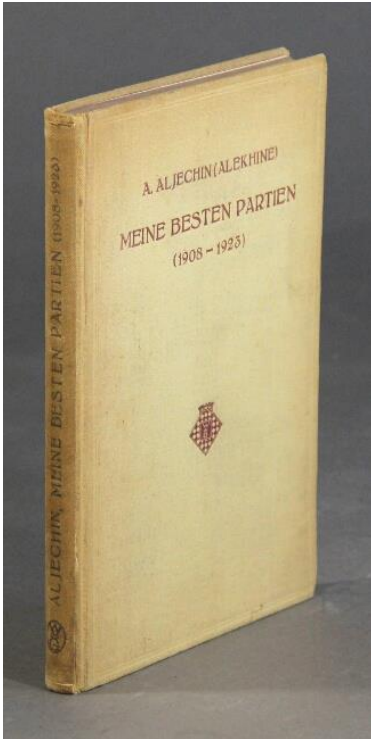 A. ALJECHIN (ALEKHINE)
MEINE BESTEN PARTIEN
(1908 - 1923)
ALJECHIN, MEINE BESTEN PARTIEN (1908-1923)